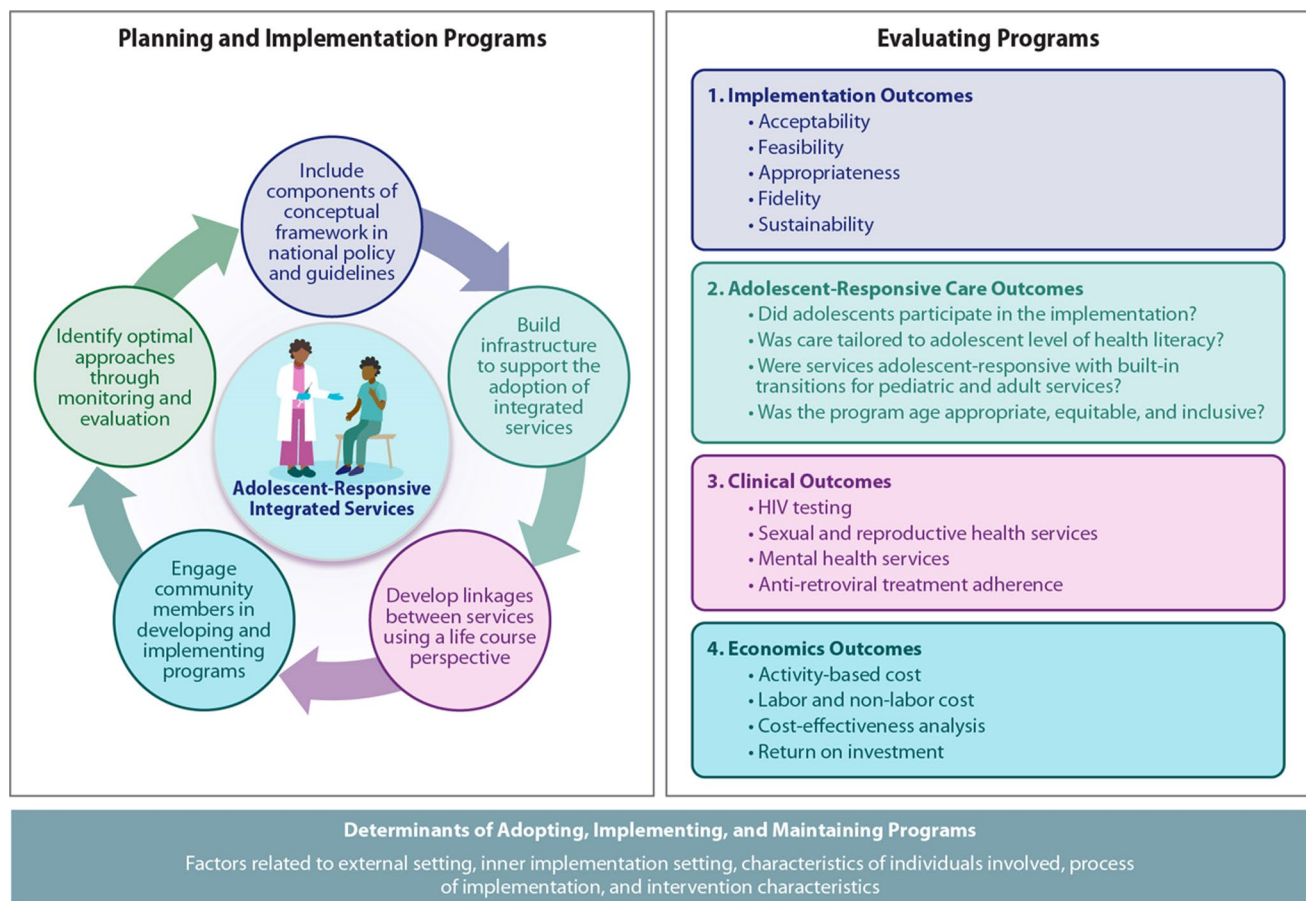 Planning and Implementation Programs
Include
components of
conceptual
framework in
national policy
and guidelines
Build
infrastructure
to support the
adoption of
integrated
services
Develop linkages
between services
using a life course
perspective
Engage
community
members in
developing and
implementing
programs
Identify optimal
approaches
through
monitoring and
evaluation
Adolescent-Responsive
Integrated Services
Evaluating Programs
1. Implementation Outcomes
• Acceptability
• Feasibility
• Appropriateness
• Fidelity
• Sustainability
2. Adolescent-Responsive Care Outcomes
• Did adolescents participate in the implementation?
• Was care tailored to adolescent level of health literacy?
• Were services adolescent-responsive with built-in
transitions for pediatric and adult services?
• Was the program age appropriate, equitable, and inclusive?
3. Clinical Outcomes
• HIV testing
• Sexual and reproductive health services
• Mental health services
• Anti-retroviral treatment adherence
4. Economics Outcomes
• Activity-based cost
• Labor and non-labor cost
• Cost-effectiveness analysis
• Return on investment
Determinants of Adopting, Implementing, and Maintaining Programs
Factors related to external setting, inner implementation setting, characteristics of individuals involved, process
of implementation, and intervention characteristics